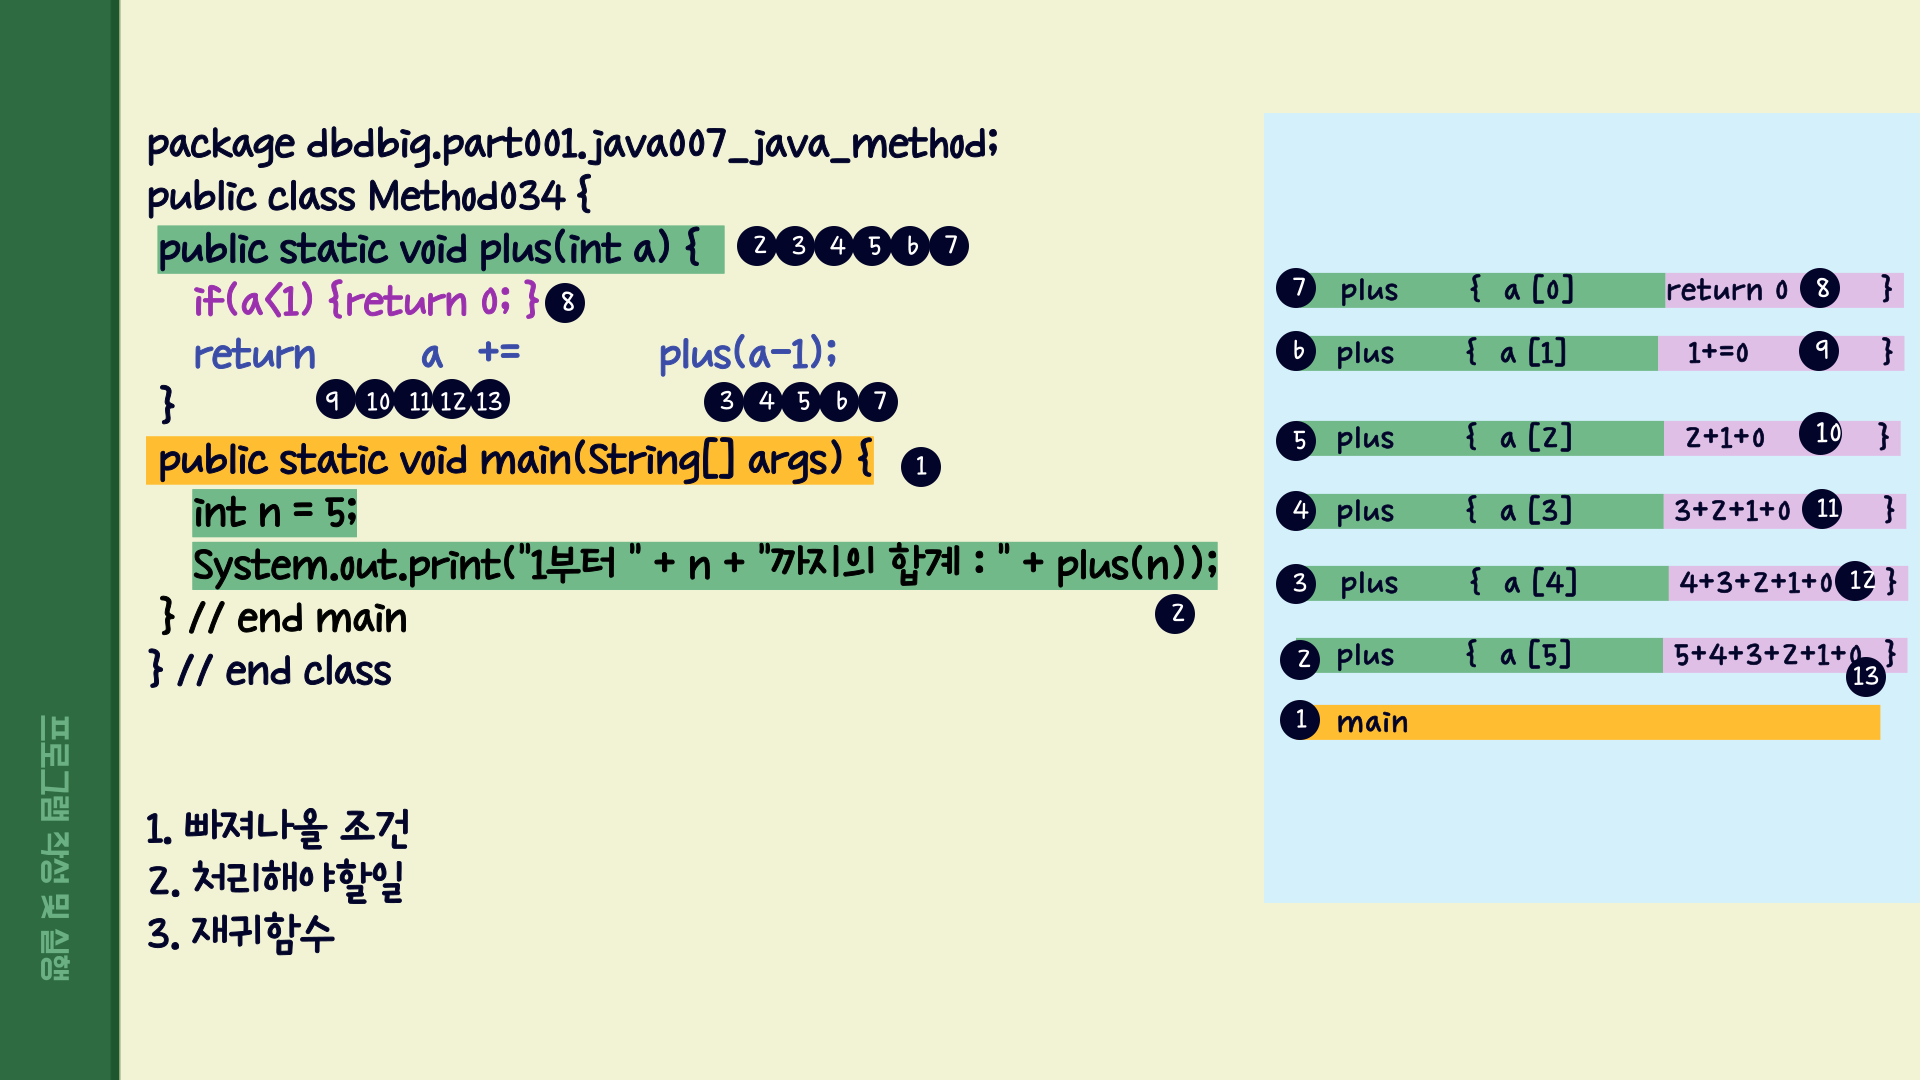 프로그램 작성 및 실행
package dbdbig.part001.java007_java_method;
public class Method034 {
public static void plus(int a) { 2 3 4 5 6 7
if(a<1) {return 0; } 8
return a += plus(a-1);
} 9 10 11 12 13 3 4 5 6 7
public static void main(String[] args) { 1
int n = 5;
System.out.print("1부터 " + n + "까지의 합계 : " + plus(n));
} // end main 2
} // end class
1. 빠져나올 조건
2. 처리해야할일
3. 재귀함수
7 plus { a [0] return 0 8 }
6 plus { a [1] 1+=0 9 }
5 plus { a [2] 2+1+0 10 }
4 plus { a [3] 3+2+1+0 11 }
3 plus { a [4] 4+3+2+1+0 12 }
2 plus { a [5] 5+4+3+2+1+0 }
13
1 main